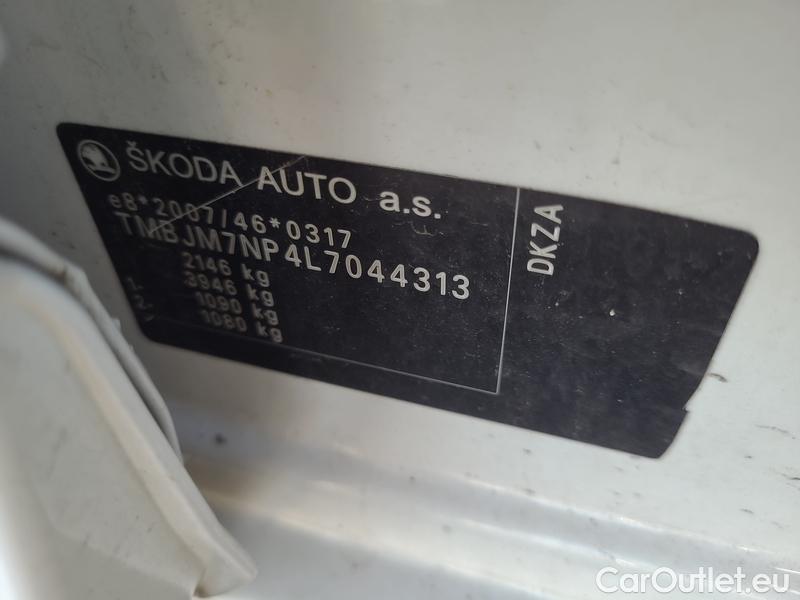 ŠKODA AUTO a.s.
e8*2007/46*0317
TMBJM7NP4L7044313
2146 kg
3946 kg
1. 1090 kg
2. 1080 kg
DKZA
CarOutlet.eu